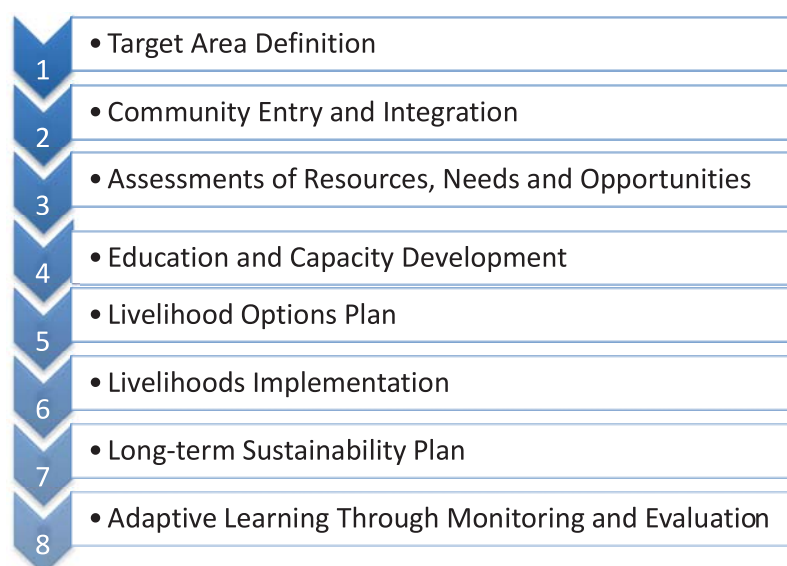 1 • Target Area Definition
2 • Community Entry and Integration
3 • Assessments of Resources, Needs and Opportunities
4 • Education and Capacity Development
5 • Livelihood Options Plan
6 • Livelihoods Implementation
7 • Long-term Sustainability Plan
8 • Adaptive Learning Through Monitoring and Evaluation